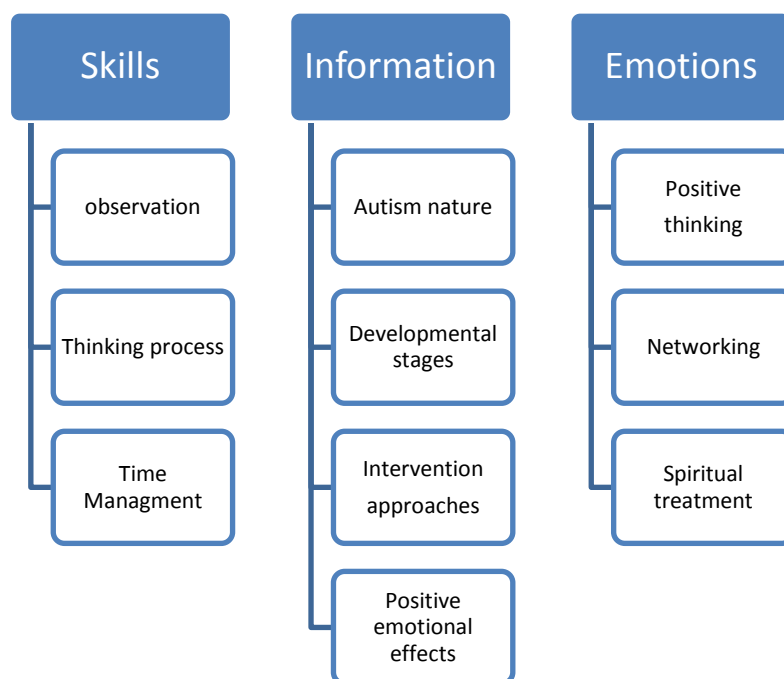 Skills
observation
Thinking process
Time
Managment
Information
Autism nature
Developmental
stages
Intervention
approaches
Positive
emotional
effects
Emotions
Positive
thinking
Networking
Spiritual
treatment